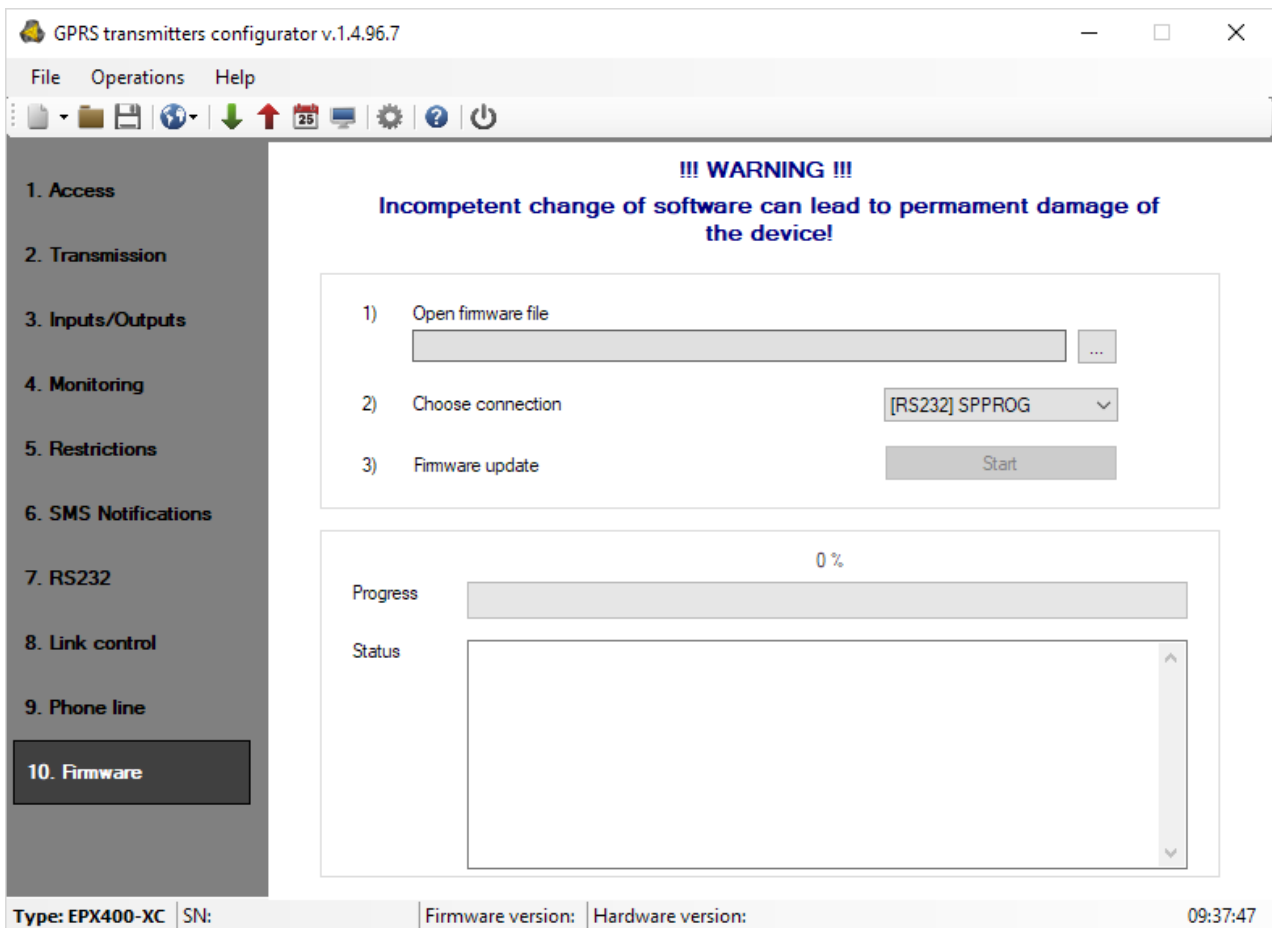 GPRS transmitters configurator v.1.4.96.7
File Operations Help
25
1. Access
2. Transmission
3. Inputs/Outputs
4. Monitoring
5. Restrictions
6. SMS Notifications
7. RS232
8. Link control
9. Phone line
10. Firmware
!!! WARNING !!!
Incompetent change of software can lead to permament damage of
the device!
1) Open firmware file
...
2) Choose connection [RS232] SPPROG
3) Firmware update Start
0 %
Progress
Status
Type: EPX400-XC SN: Firmware version: Hardware version: 09:37:47